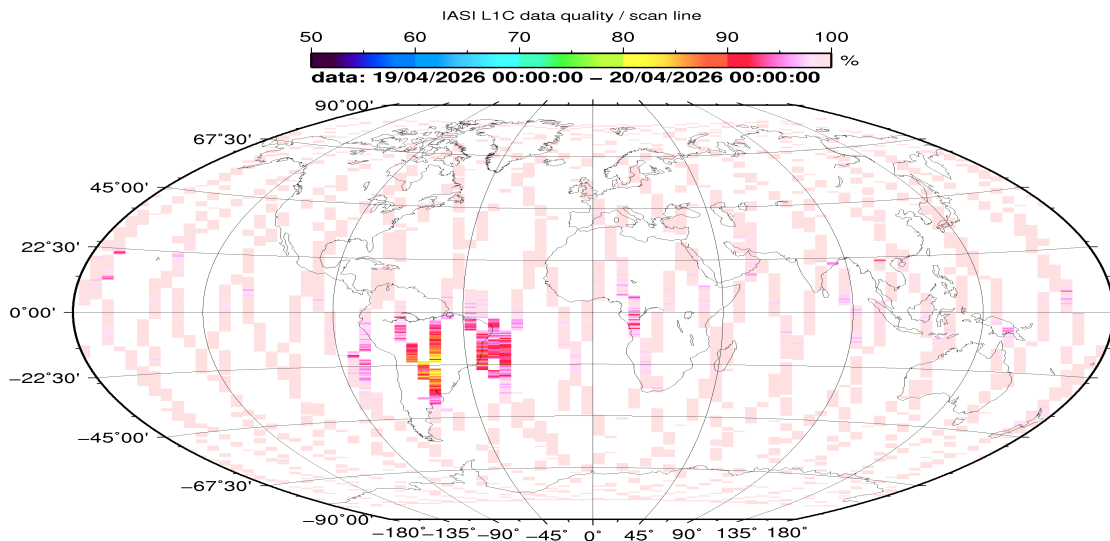 IASI L1C data quality / scan line
50 60 70 80 90 100
%
data: 19/04/2026 00:00:00 – 20/04/2026 00:00:00
90°00'
67°30'
45°00'
22°30'
0°00'
−22°30'
−45°00'
−67°30'
−90°00'
−180°−135° −90° −45° 0° 45° 90° 135° 180°